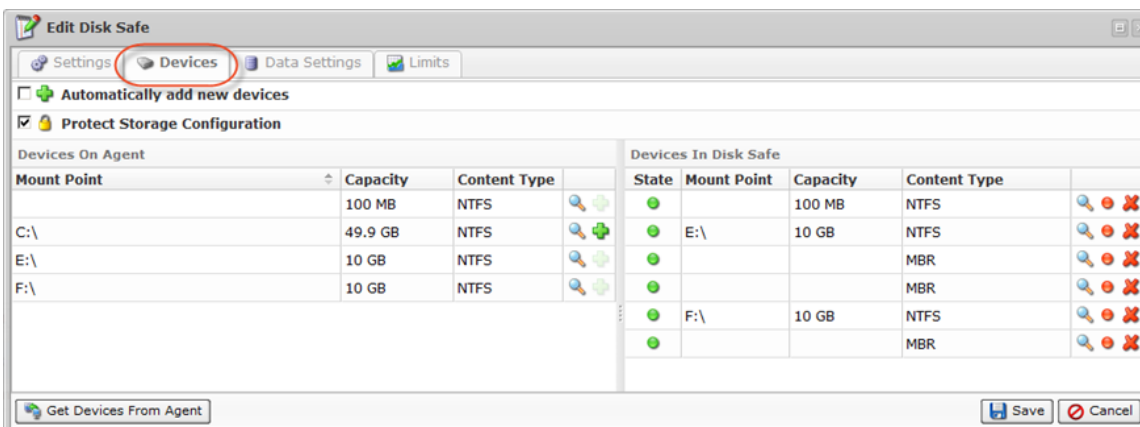 Edit Disk Safe
Settings Devices Data Settings Limits
Automatically add new devices
Protect Storage Configuration
Devices On Agent
Mount Point Capacity Content Type
100 MB NTFS
C:\ 49.9 GB NTFS
E:\ 10 GB NTFS
F:\ 10 GB NTFS
Devices In Disk Safe
State Mount Point Capacity Content Type
100 MB NTFS
E:\ 10 GB NTFS
MBR
MBR
F:\ 10 GB NTFS
MBR
Get Devices From Agent Save Cancel